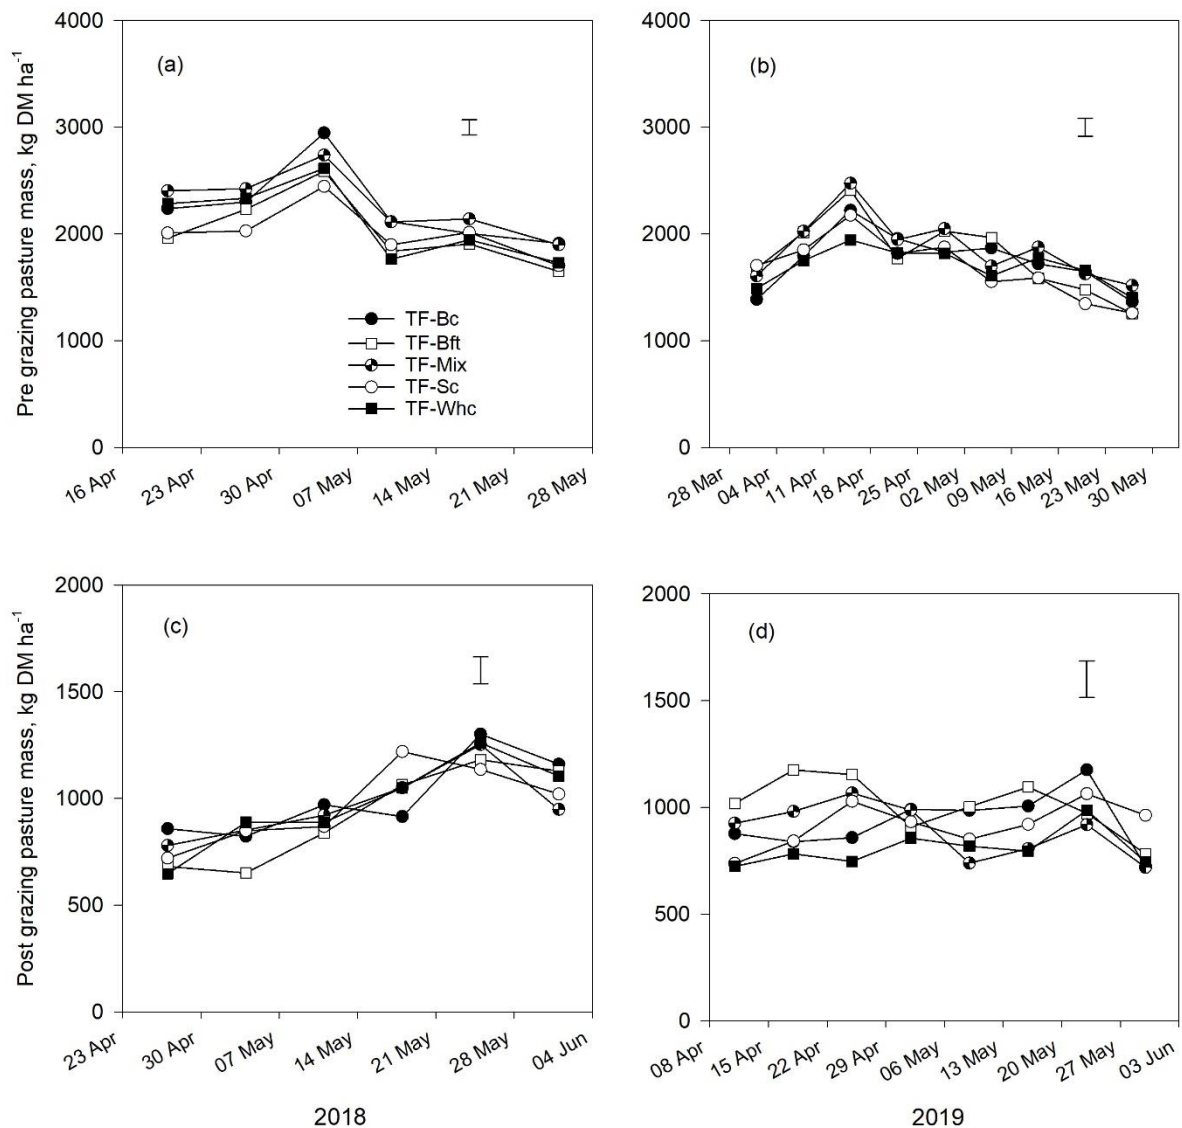 Pre grazing pasture mass, kg DM ha⁻¹
4000
3000
2000
1000
0
(a)
TF-Bc
TF-Bft
TF-Mix
TF-Sc
TF-Whc
16 Apr
23 Apr
30 Apr
07 May
14 May
21 May
28 May
4000
3000
2000
1000
0
(b)
28 Mar
04 Apr
11 Apr
18 Apr
25 Apr
02 May
09 May
16 May
23 May
30 May
Post grazing pasture mass, kg DM ha⁻¹
2000
1500
1000
500
0
(c)
23 Apr
30 Apr
07 May
14 May
21 May
28 May
04 Jun
2018
2000
1500
1000
500
0
(d)
08 Apr
15 Apr
22 Apr
29 Apr
06 May
13 May
20 May
27 May
03 Jun
2019